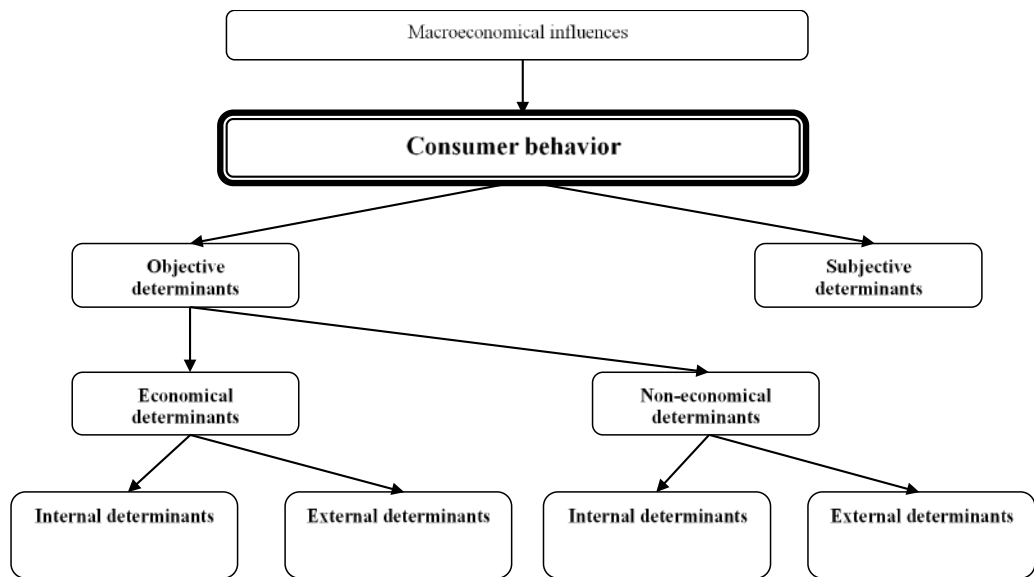 Macroeconomical influences
Consumer behavior
Objective
determinants
Subjective
determinants
Economical
determinants
Non-economical
determinants
Internal determinants
External determinants
Internal determinants
External determinants